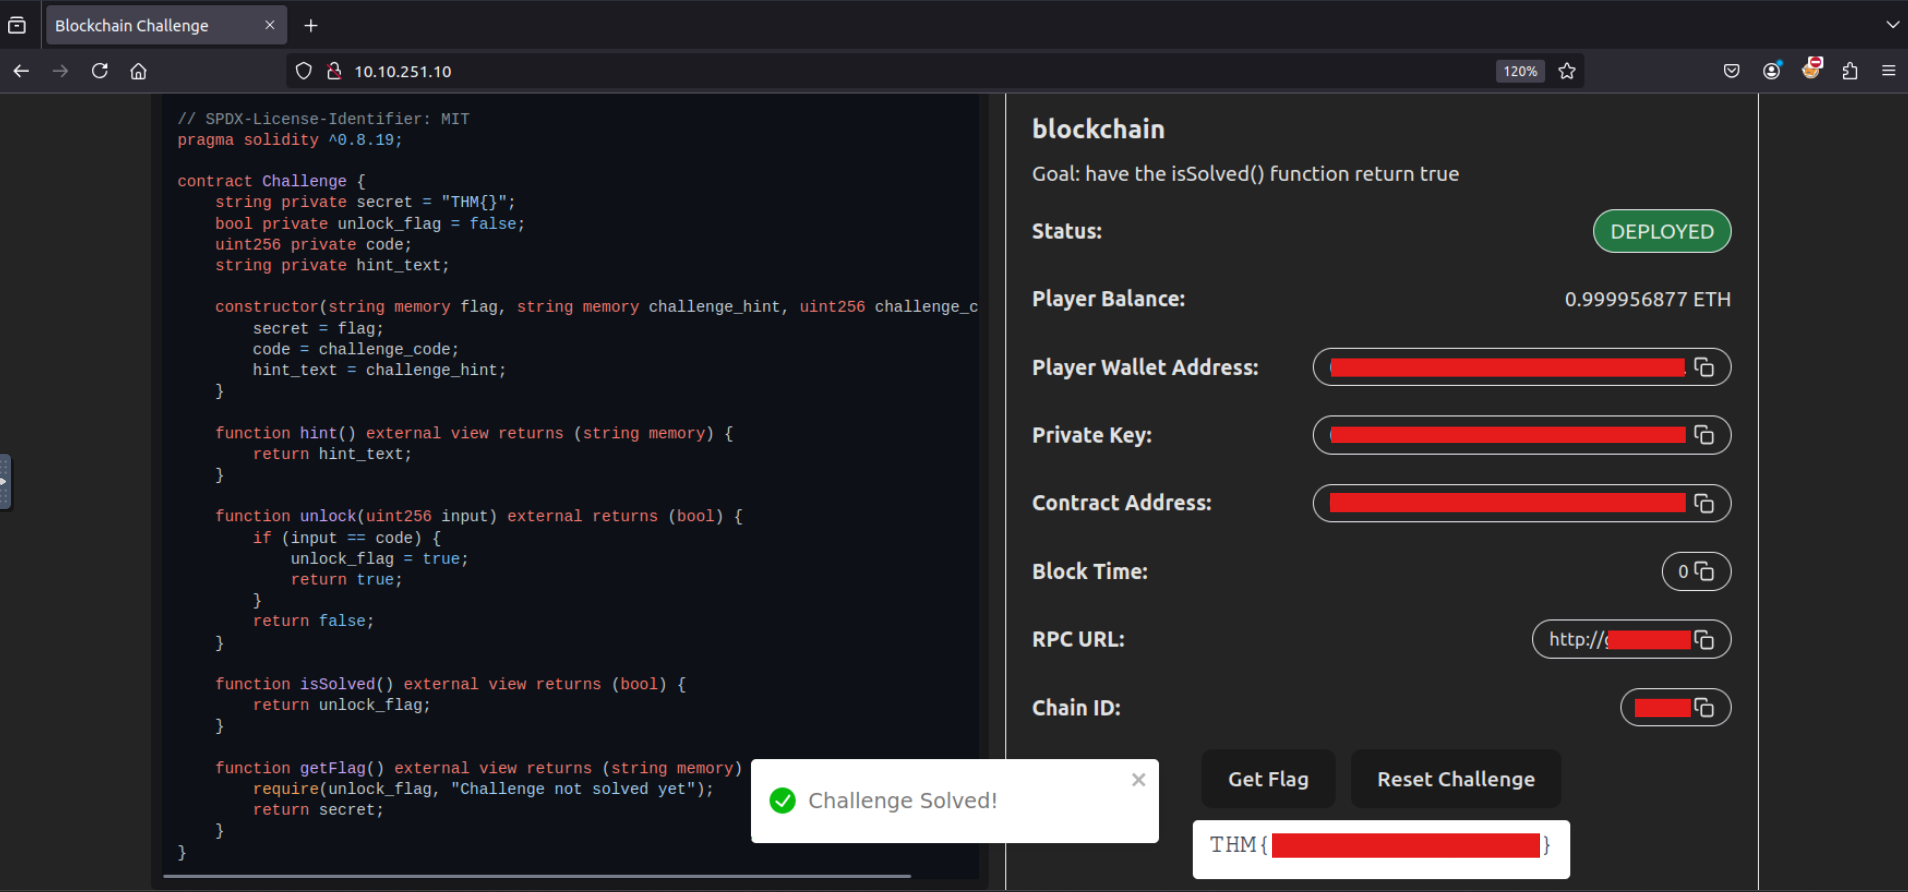 Blockchain Challenge
10.10.251.10
120%
// SPDX-License-Identifier: MIT
pragma solidity ^0.8.19;
contract Challenge {
string private secret = "THM{}";
bool private unlock_flag = false;
uint256 private code;
string private hint_text;
constructor(string memory flag, string memory challenge_hint, uint256 challenge_c
secret = flag;
code = challenge_code;
hint_text = challenge_hint;
}
function hint() external view returns (string memory) {
return hint_text;
}
function unlock(uint256 input) external returns (bool) {
if (input == code) {
unlock_flag = true;
return true;
}
return false;
}
function isSolved() external view returns (bool) {
return unlock_flag;
}
function getFlag() external view returns (string memory)
require(unlock_flag, "Challenge not solved yet");
return secret;
}
}
blockchain
Goal: have the isSolved() function return true
Status: DEPLOYED
Player Balance: 0.999956877 ETH
Player Wallet Address:
Private Key:
Contract Address:
Block Time: 0
RPC URL: http://
Chain ID:
Get Flag Reset Challenge
Challenge Solved!
THM{ }